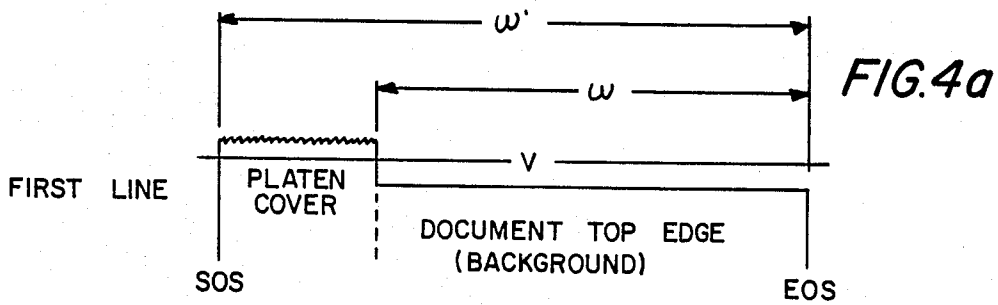 ω'
FIG.4a
ω
V
FIRST LINE
PLATEN
COVER
DOCUMENT TOP EDGE
(BACKGROUND)
SOS
EOS